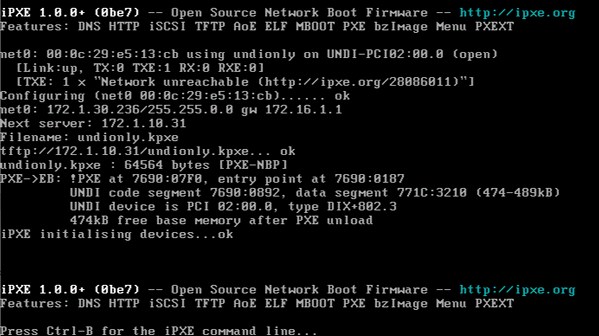 iPXE 1.0.0+ (0be7) -- Open Source Network Boot Firmware -- http://ipxe.org
Features: DNS HTTP iSCSI TFTP AoE ELF MBOOT PXE bzImage Menu PXEXT
net0: 00:0c:29:e5:13:cb using undionly on UNDI-PCI02:00.0 (open)
[Link:up, TX:0 TXE:1 RX:0 RXE:0]
[TXE: 1 x "Network unreachable (http://ipxe.org/28086011)"]
Configuring (net0 00:0c:29:e5:13:cb)...... ok
net0: 172.1.30.236/255.255.0.0 gw 172.16.1.1
Next server: 172.1.10.31
Filename: undionly.kpxe
tftp://172.1.10.31/undionly.kpxe... ok
undionly.kpxe : 64564 bytes [PXE-NBP]
PXE->EB: !PXE at 7690:07F0, entry point at 7690:0187
UNDI code segment 7690:0892, data segment 771C:3210 (474-489kB)
UNDI device is PCI 02:00.0, type DIX+802.3
474kB free base memory after PXE unload
iPXE initialising devices...ok
iPXE 1.0.0+ (0be7) -- Open Source Network Boot Firmware -- http://ipxe.org
Features: DNS HTTP iSCSI TFTP AoE ELF MBOOT PXE bzImage Menu PXEXT
Press Ctrl-B for the iPXE command line...